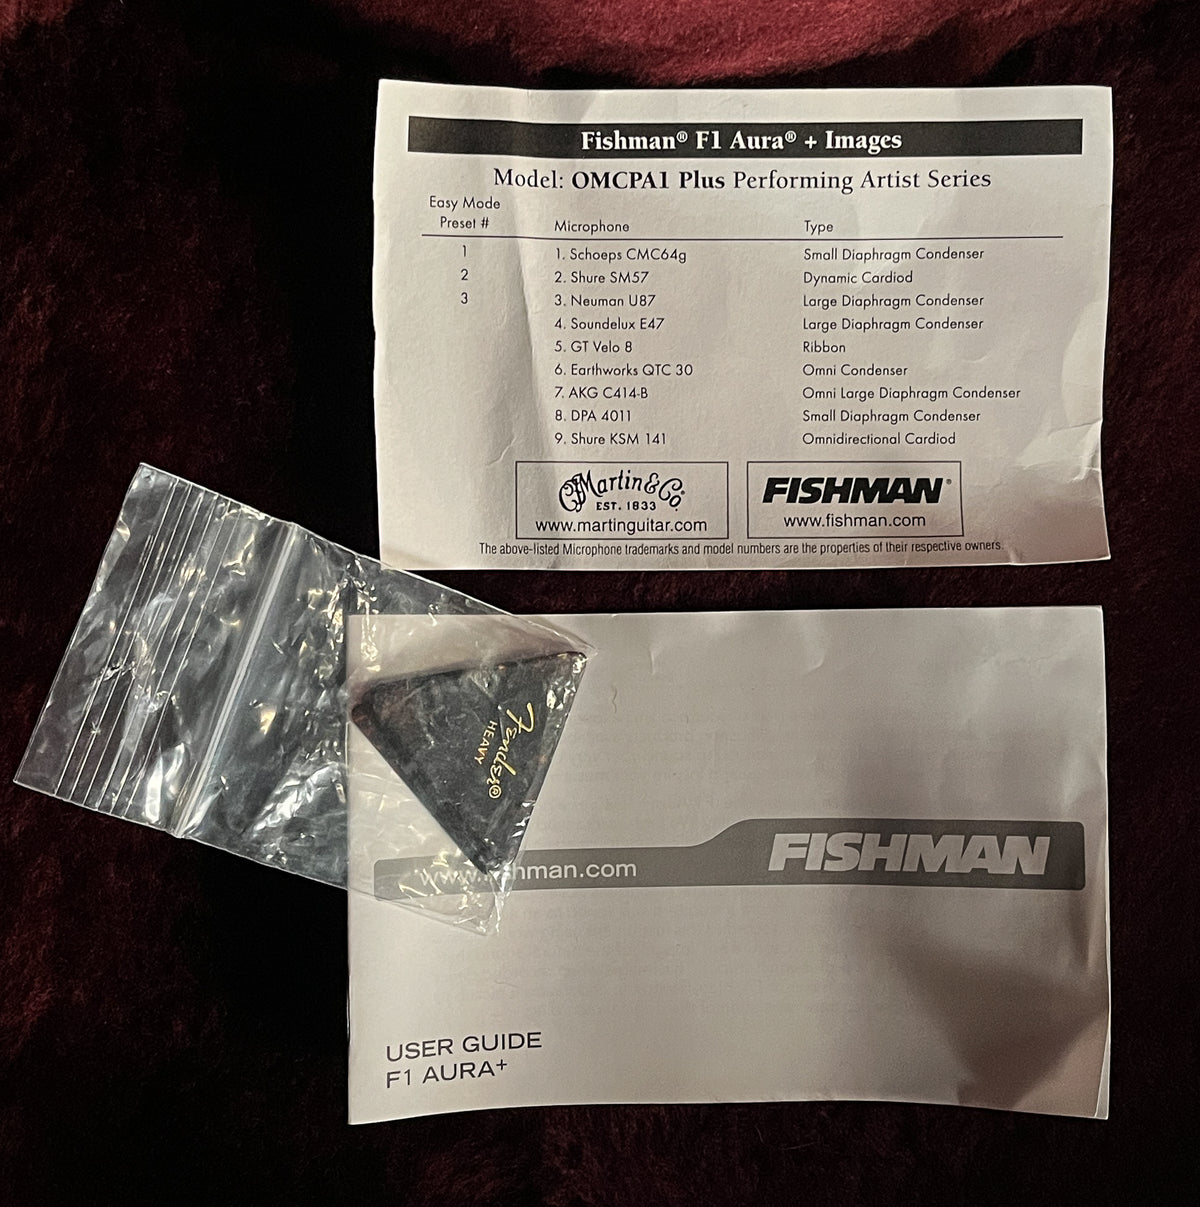 Fishman® F1 Aura® + Images
Model: OMCPA1 Plus Performing Artist Series
Easy Mode
Preset # Microphone Type
1 1. Schoeps CMC64g Small Diaphragm Condenser
2 2. Shure SM57 Dynamic Cardiod
3 3. Neuman U87 Large Diaphragm Condenser
4. Soundelux E47 Large Diaphragm Condenser
5. GT Velo 8 Ribbon
6. Earthworks QTC 30 Omni Condenser
7. AKG C414-B Omni Large Diaphragm Condenser
8. DPA 4011 Small Diaphragm Condenser
9. Shure KSM 141 Omnidirectional Cardiod
CF Martin & Co.
EST. 1833
www.martinguitar.com
FISHMAN®
www.fishman.com
The above-listed Microphone trademarks and model numbers are the properties of their respective owners.
Fender®
HEAVY
www.fishman.com
FISHMAN
USER GUIDE
F1 AURA+